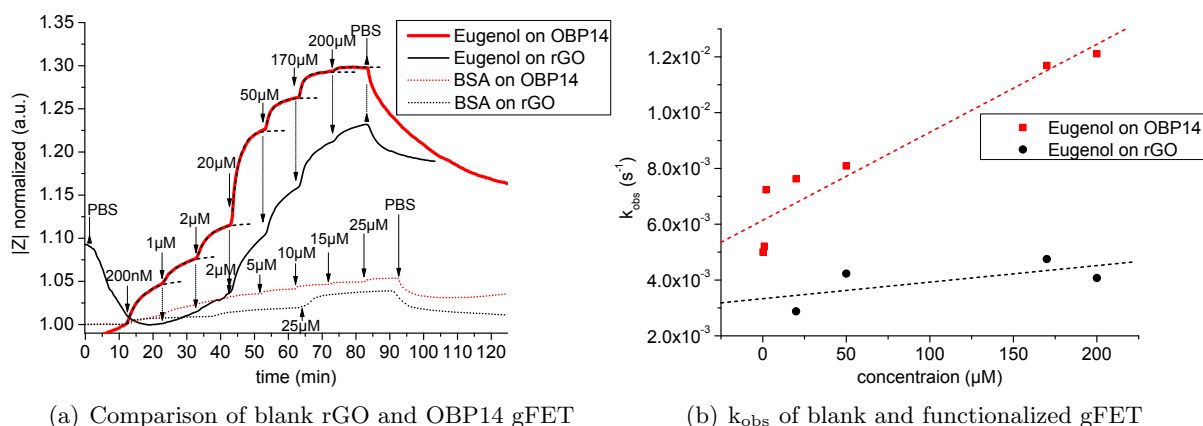 1.35
1.30
1.25
1.20
1.15
1.10
1.05
1.00
|Z| normalized (a.u.)
0 10 20 30 40 50 60 70 80 90 100 110 120
time (min)
PBS
200nM
1µM
2µM
20µM
50µM
170µM
200µM
PBS
2µM
5µM
10µM
15µM
25µM
PBS
25µM
Eugenol on OBP14
Eugenol on rGO
BSA on OBP14
BSA on rGO
(a) Comparison of blank rGO and OBP14 gFET
1.2x10⁻²
1.0x10⁻²
8.0x10⁻³
6.0x10⁻³
4.0x10⁻³
2.0x10⁻³
kobs (s⁻¹)
0 50 100 150 200
concentraion (µM)
Eugenol on OBP14
Eugenol on rGO
(b) kobs of blank and functionalized gFET